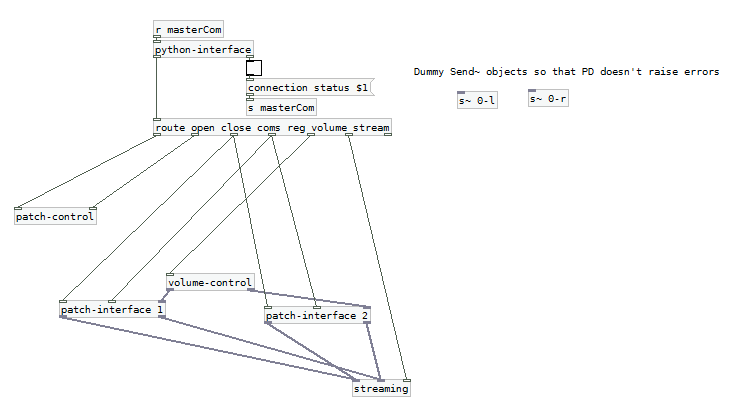 r masterCom
python-interface
Dummy Send~ objects so that PD doesn't raise errors
connection status $1
s~ 0-l
s~ 0-r
s masterCom
route open close coms reg volume stream
patch-control
volume-control
patch-interface 1
patch-interface 2
streaming